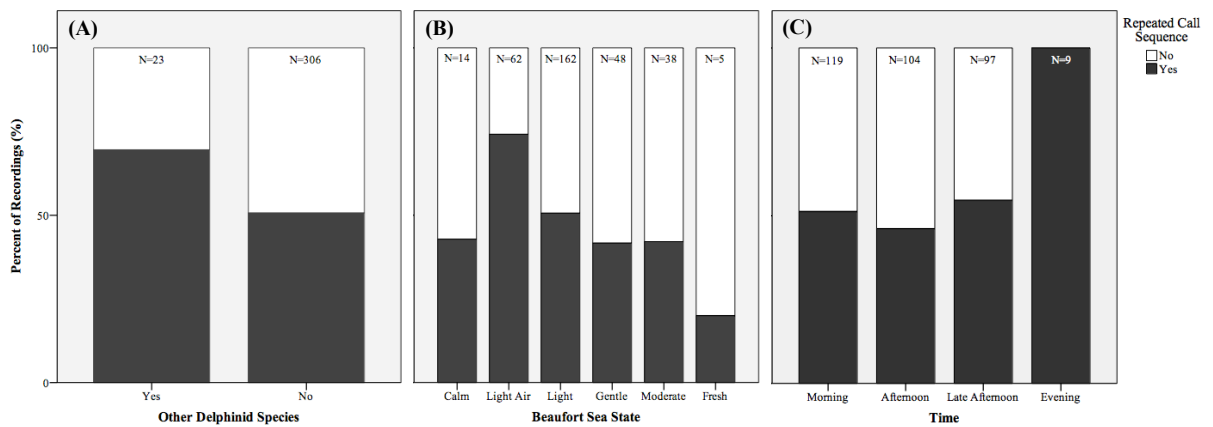 (A)
(B)
(C)
Repeated Call
Sequence
No
Yes
Percent of Recordings (%)
100
50
0
N=23
N=306
Yes
No
Other Delphinid Species
N=14
N=62
N=162
N=48
N=38
N=5
Calm
Light Air
Light
Gentle
Moderate
Fresh
Beaufort Sea State
N=119
N=104
N=97
N=9
Morning
Afternoon
Late Afternoon
Evening
Time